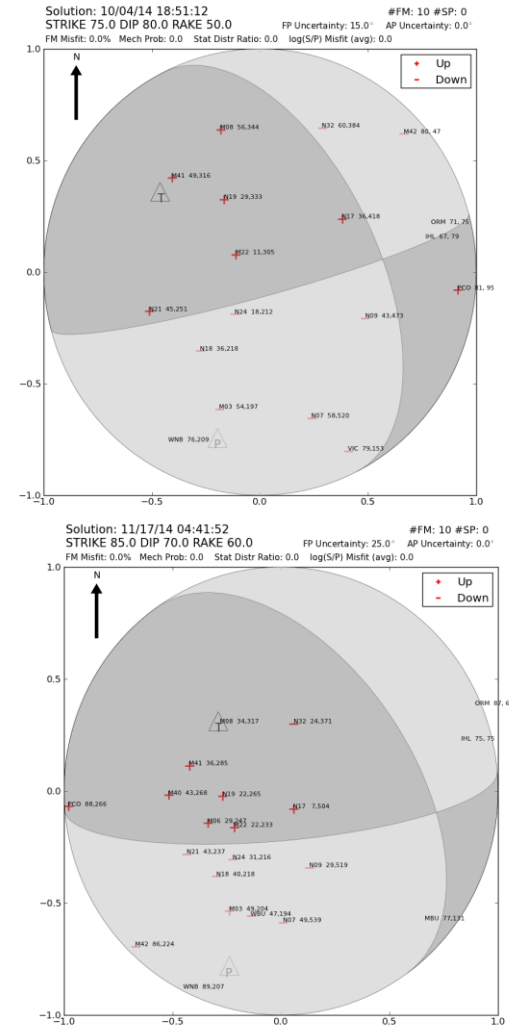 Solution: 10/04/14 18:51:12 #FM: 10 #SP: 0
STRIKE 75.0 DIP 80.0 RAKE 50.0 FP Uncertainty: 15.0° AP Uncertainty: 0.0°
FM Misfit: 0.0% Mech Prob: 0.0 Stat Distr Ratio: 0.0 log(S/P) Misfit (avg): 0.0
1.0
N
Up
Down
M08 56,344
N32 60,384
M42 80, 47
0.5
M41 49,316
T
N19 29,333
N17 36,418
ORM 71, 75
IHL 67, 79
M22 11,305
0.0
PCO 81, 95
N21 45,251
N24 18,212
N09 43,473
N18 36,218
−0.5
M03 54,197
N07 58,520
WNB 76,209
P
VIC 79,153
−1.0
−1.0 −0.5 0.0 0.5 1.0
Solution: 11/17/14 04:41:52 #FM: 10 #SP: 0
STRIKE 85.0 DIP 70.0 RAKE 60.0 FP Uncertainty: 25.0° AP Uncertainty: 0.0°
FM Misfit: 0.0% Mech Prob: 0.0 Stat Distr Ratio: 0.0 log(S/P) Misfit (avg): 0.0
1.0
N
Up
Down
0.5
ORM 87, 6
M08 34,317
T
N32 24,371
IHL 75, 75
M41 36,285
0.0
M40 43,268
N19 22,265
PCO 88,266
N17 7,504
M06 29,247
M22 22,233
N21 43,237
N24 31,216
N09 29,519
N18 40,218
−0.5
M03 49,204
WBU 47,194
N07 49,539
MBU 77,131
M42 86,224
P
WNB 89,207
−1.0
−1.0 −0.5 0.0 0.5 1.0